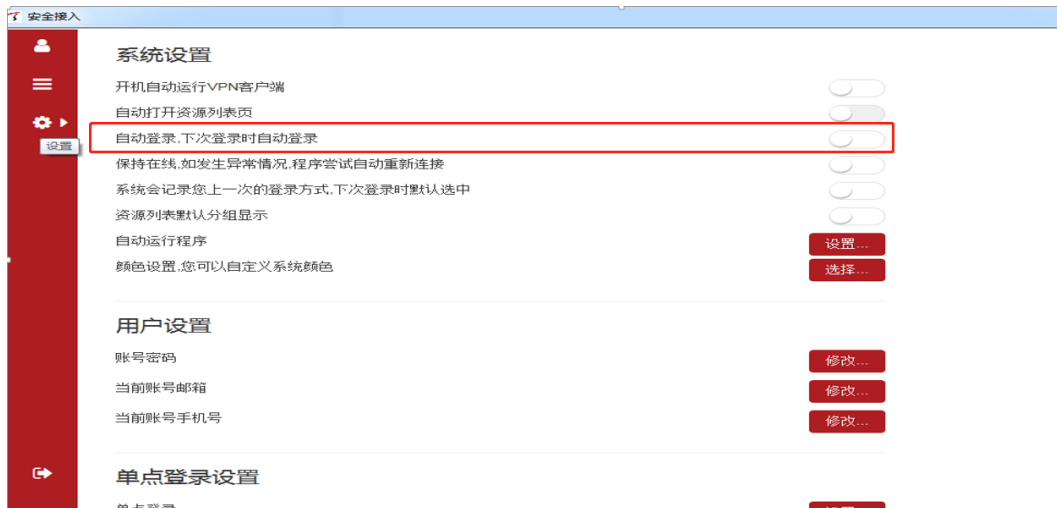 安全接入
系统设置
开机自动运行VPN客户端
自动打开资源列表页
自动登录,下次登录时自动登录
设置
保持在线,如发生异常情况,程序尝试自动重新连接
系统会记录您上一次的登录方式,下次登录时默认选中
资源列表默认分组显示
自动运行程序
设置...
颜色设置,您可以自定义系统颜色
选择...
用户设置
账号密码
修改...
当前账号邮箱
修改...
当前账号手机号
修改...
单点登录设置
单点登录
设置...